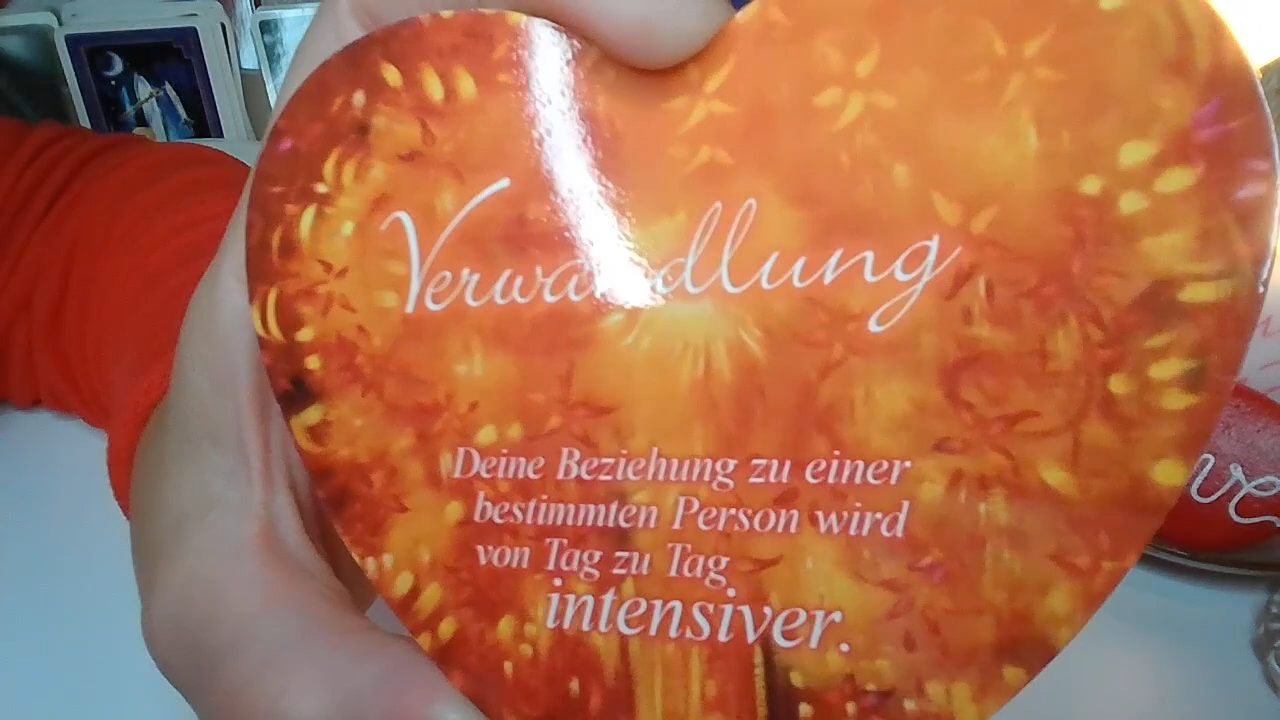 Verwandlung
Deine Beziehung zu einer
bestimmten Person wird
von Tag zu Tag
intensiver.